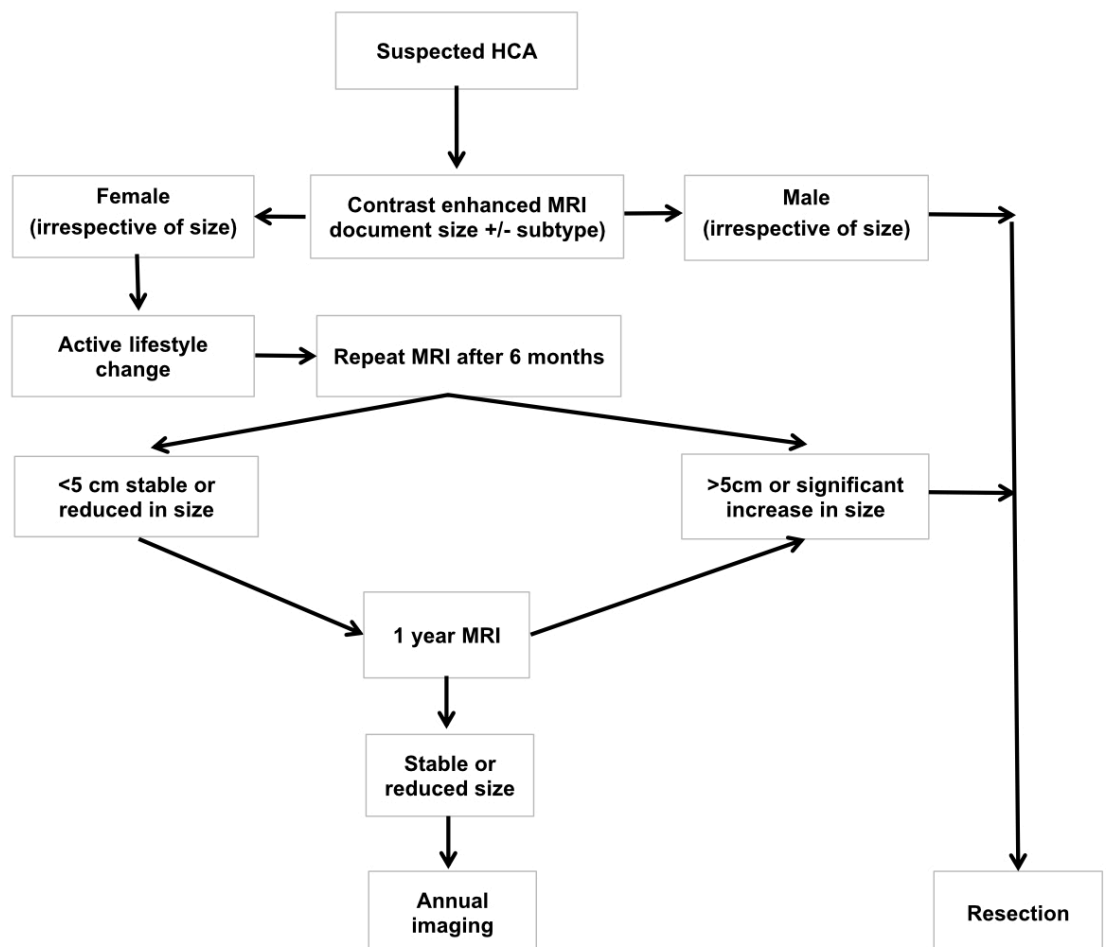 Suspected HCA
Female
(irrespective of size)
Contrast enhanced MRI
document size +/- subtype)
Male
(irrespective of size)
Active lifestyle
change
Repeat MRI after 6 months
<5 cm stable or
reduced in size
>5cm or significant
increase in size
1 year MRI
Stable or
reduced size
Annual
imaging
Resection